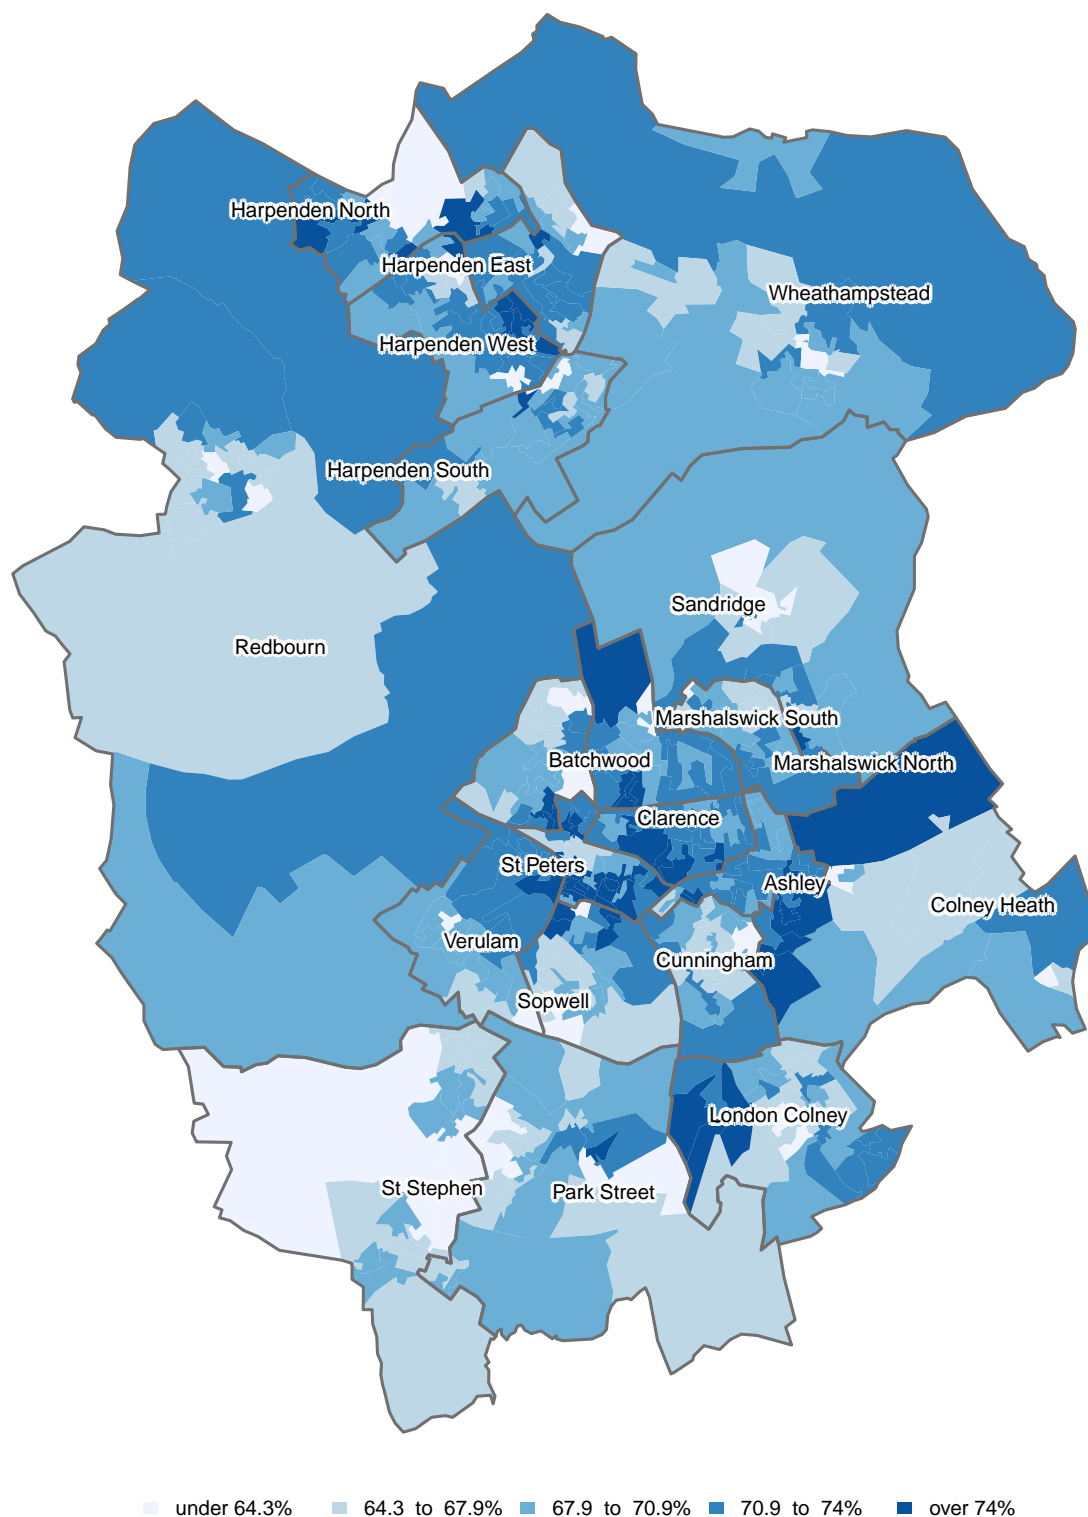 Harpenden North
Harpenden East
Wheathampstead
Harpenden West
Harpenden South
Sandridge
Redbourn
Marshalswick South
Batchwood
Marshalswick North
Clarence
St Peters
Ashley
Colney Heath
Verulam
Cunningham
Sopwell
London Colney
St Stephen
Park Street
under 64.3%
64.3 to 67.9%
67.9 to 70.9%
70.9 to 74%
over 74%